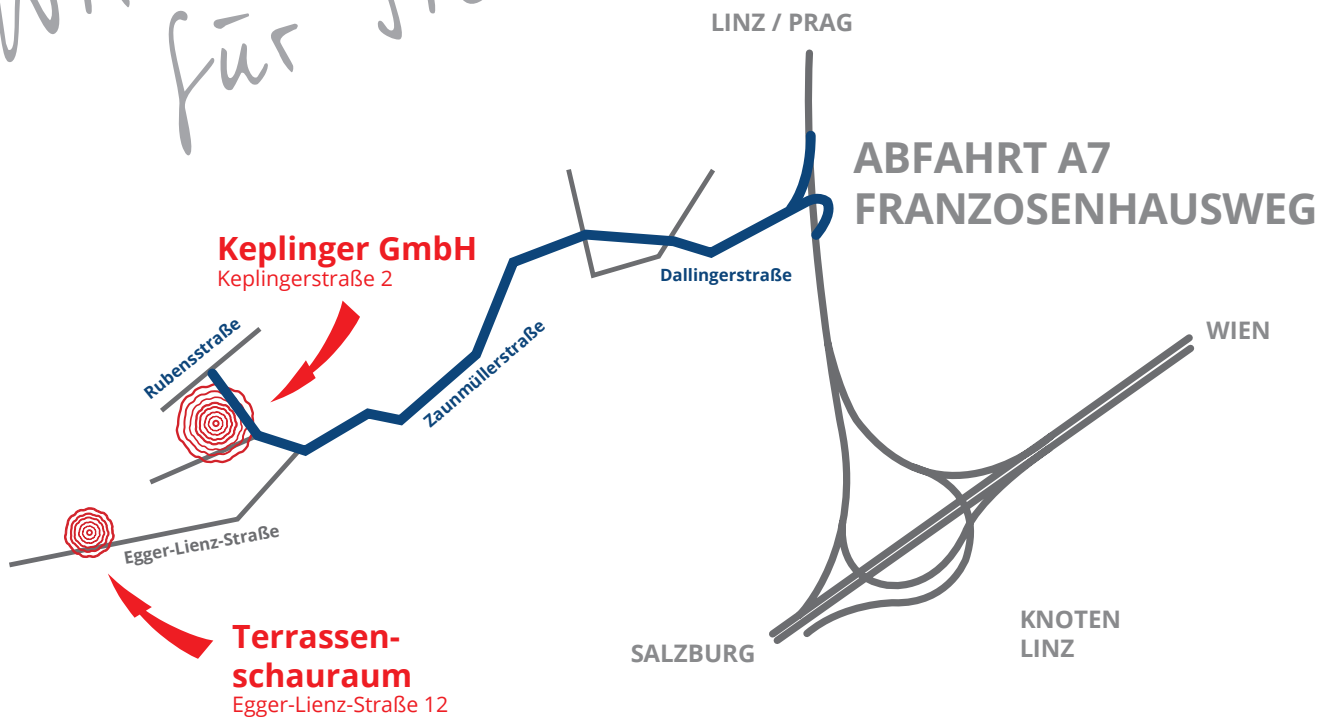 für
LINZ / PRAG
ABFAHRT A7
FRANZOSENHAUSWEG
Keplinger GmbH
Keplingerstraße 2
Dallingerstraße
WIEN
Rubensstraße
Zaunmüllerstraße
Egger-Lienz-Straße
KNOTEN
LINZ
SALZBURG
Terrassen-
schauraum
Egger-Lienz-Straße 12